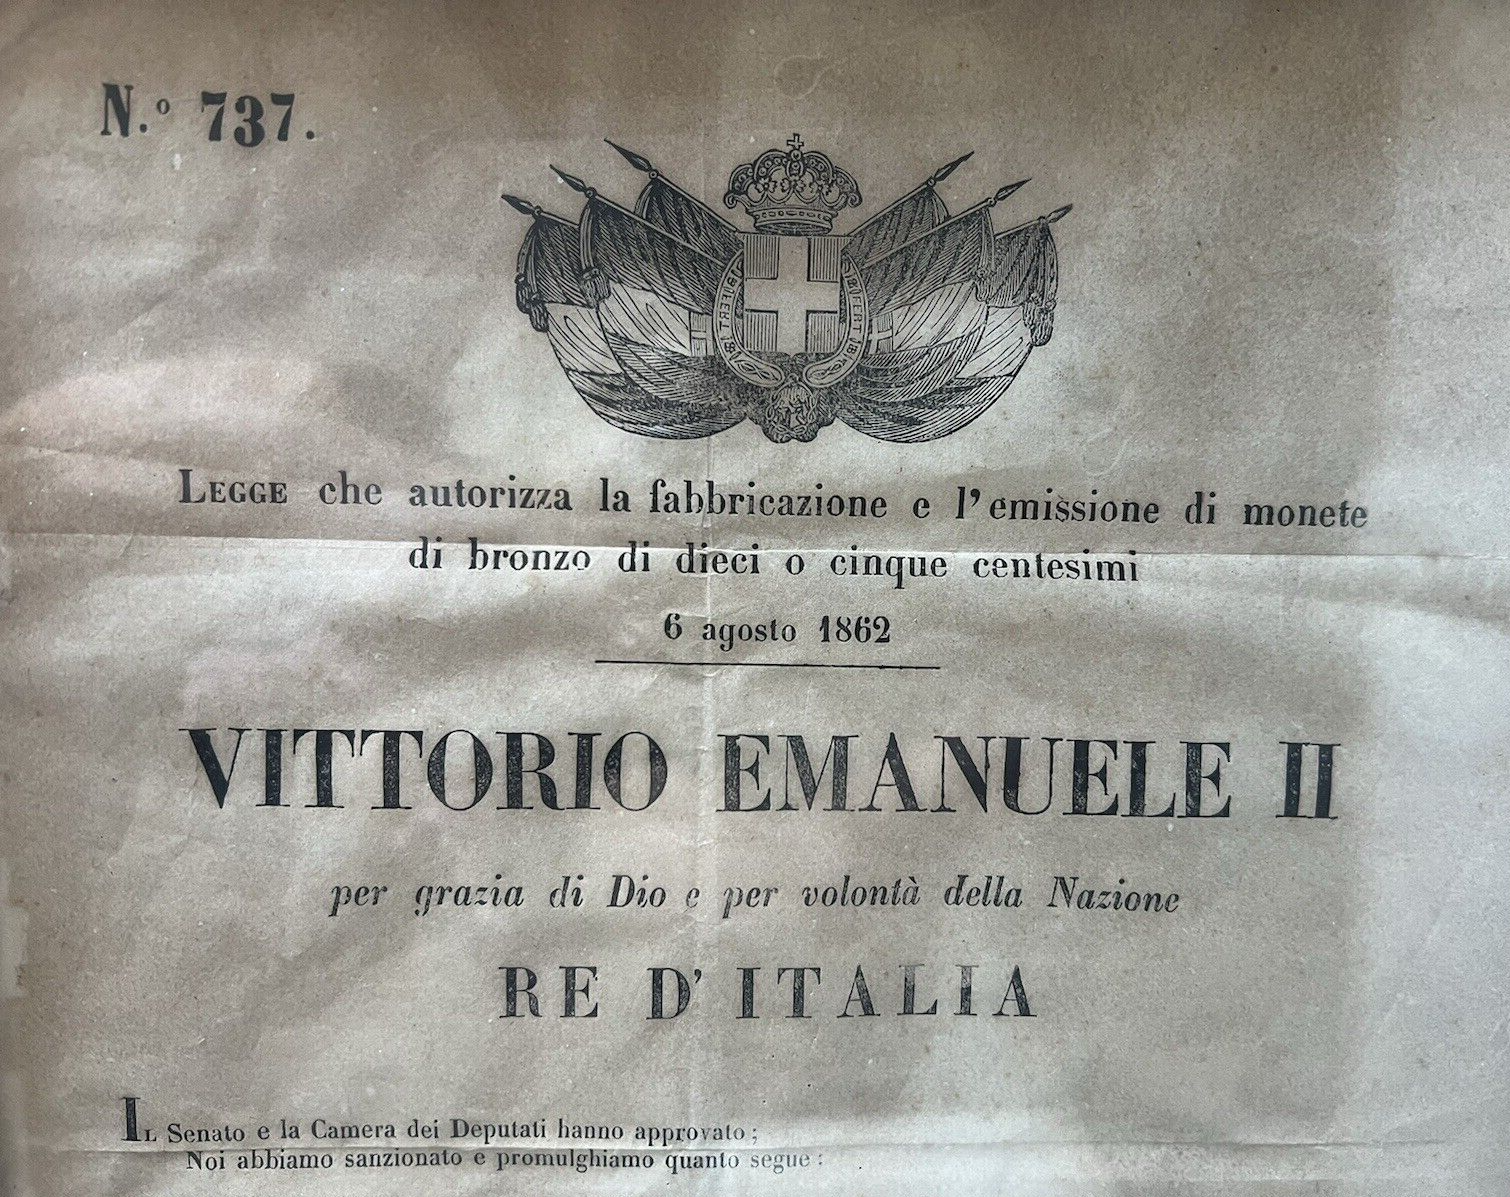 N.o 737.
FERT FERT
LEGGE che autorizza la fabbricazione e l'emissione di monete
di bronzo di dieci o cinque centesimi
6 agosto 1862
VITTORIO EMANUELE II
per grazia di Dio e per volontà della Nazione
RE D'ITALIA
IL Senato e la Camera dei Deputati hanno approvato;
Noi abbiamo sanzionato e promulghiamo quanto segue: